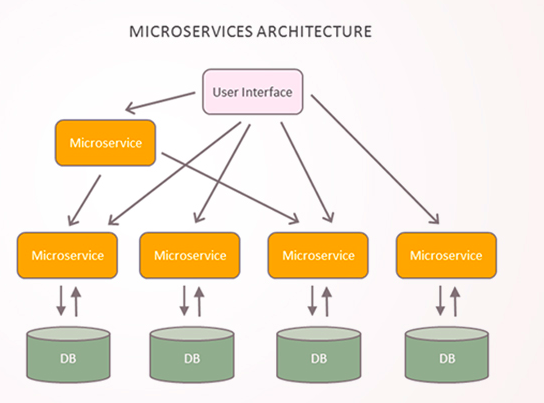 MICROSERVICES ARCHITECTURE
User Interface
Microservice
Microservice
Microservice
Microservice
Microservice
DB
DB
DB
DB